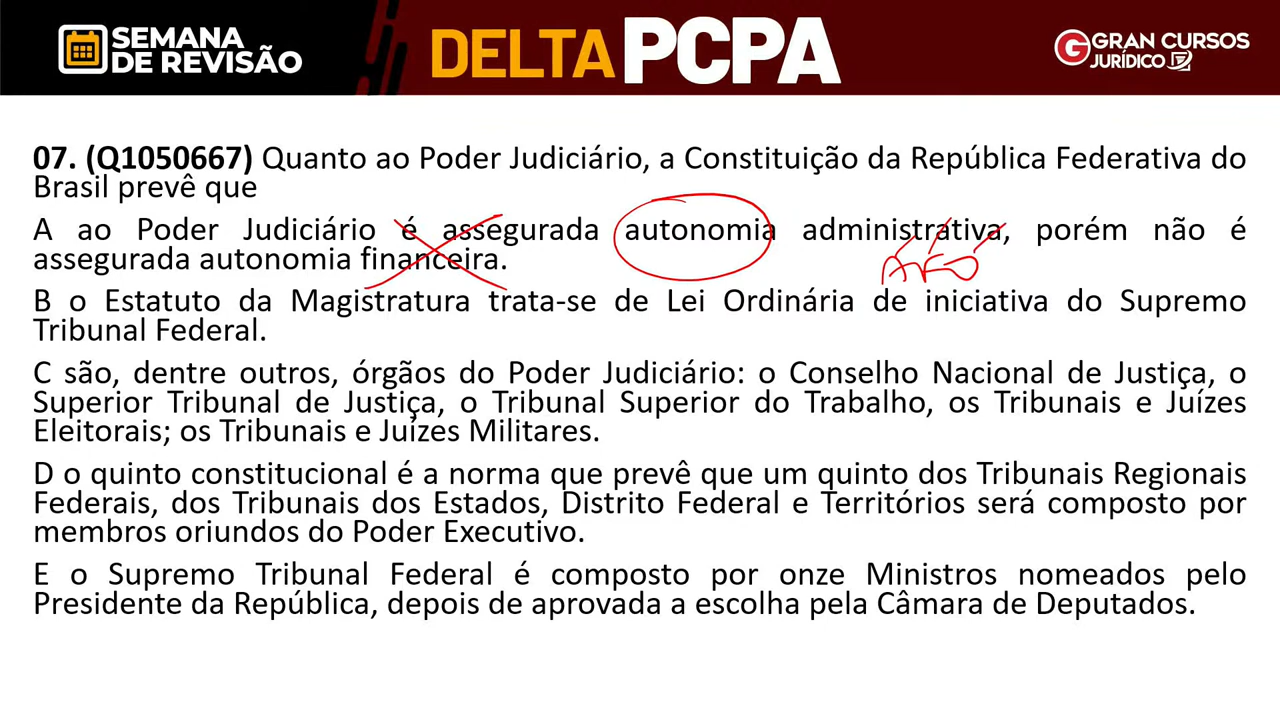 SEMANA
DE REVISÃO
DELTA PCPA
GRAN CURSOS
JURÍDICO
07. (Q1050667) Quanto ao Poder Judiciário, a Constituição da República Federativa do
Brasil prevê que
A ao Poder Judiciário é assegurada autonomia administrativa, porém não é
assegurada autonomia financeira.
B o Estatuto da Magistratura trata-se de Lei Ordinária de iniciativa do Supremo
Tribunal Federal.
C são, dentre outros, órgãos do Poder Judiciário: o Conselho Nacional de Justiça, o
Superior Tribunal de Justiça, o Tribunal Superior do Trabalho, os Tribunais e Juízes
Eleitorais; os Tribunais e Juízes Militares.
D o quinto constitucional é a norma que prevê que um quinto dos Tribunais Regionais
Federais, dos Tribunais dos Estados, Distrito Federal e Territórios será composto por
membros oriundos do Poder Executivo.
E o Supremo Tribunal Federal é composto por onze Ministros nomeados pelo
Presidente da República, depois de aprovada a escolha pela Câmara de Deputados.